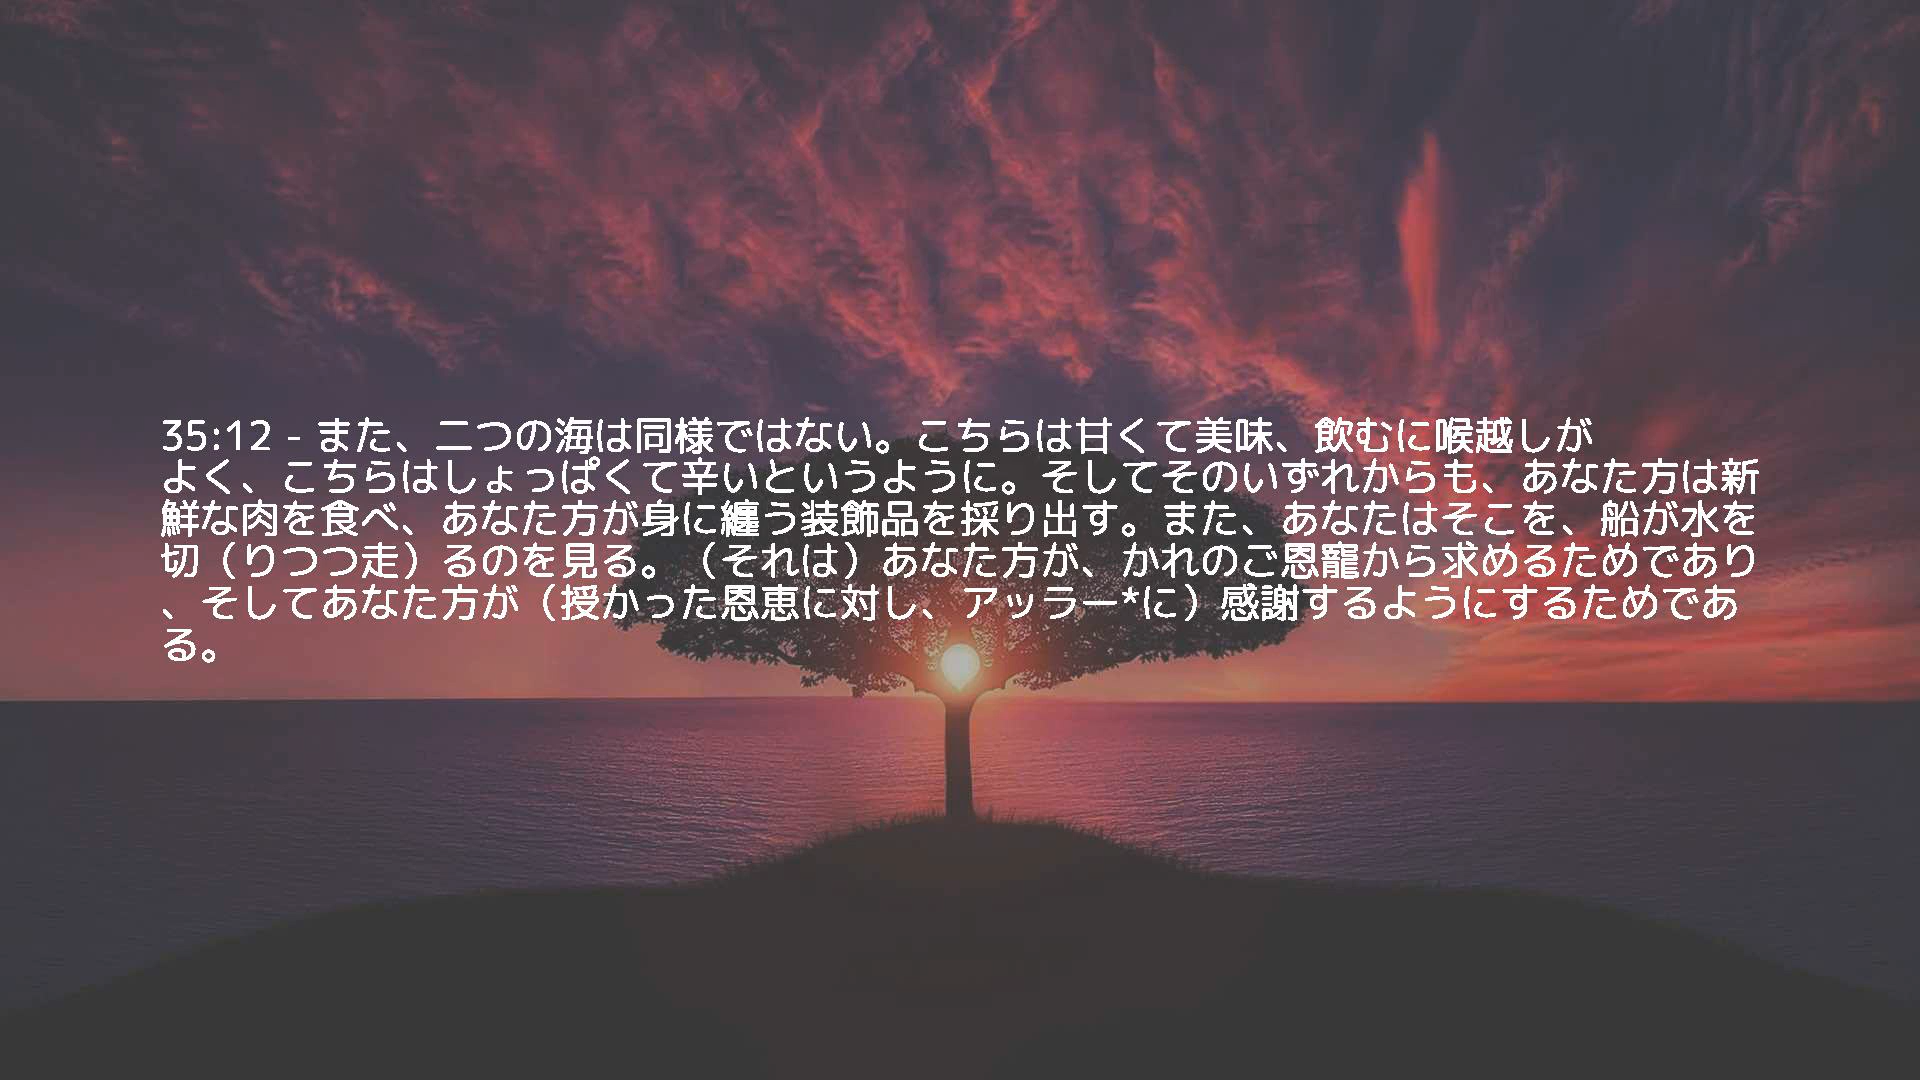 35:12 - また、二つの海は同様ではない。こちらは甘くて美味、飲むに喉越しが
よく、こちらはしょっぱくて辛いというように。そしてそのいずれからも、あなた方は新
鮮な肉を食べ、あなた方が身に纏う装飾品を採り出す。また、あなたはそこを、船が水を
切（りつつ走）るのを見る。（それは）あなた方が、かれのご恩寵から求めるためであり
、そしてあなた方が（授かった恩恵に対し、アッラー*に）感謝するようにするためであ
る。